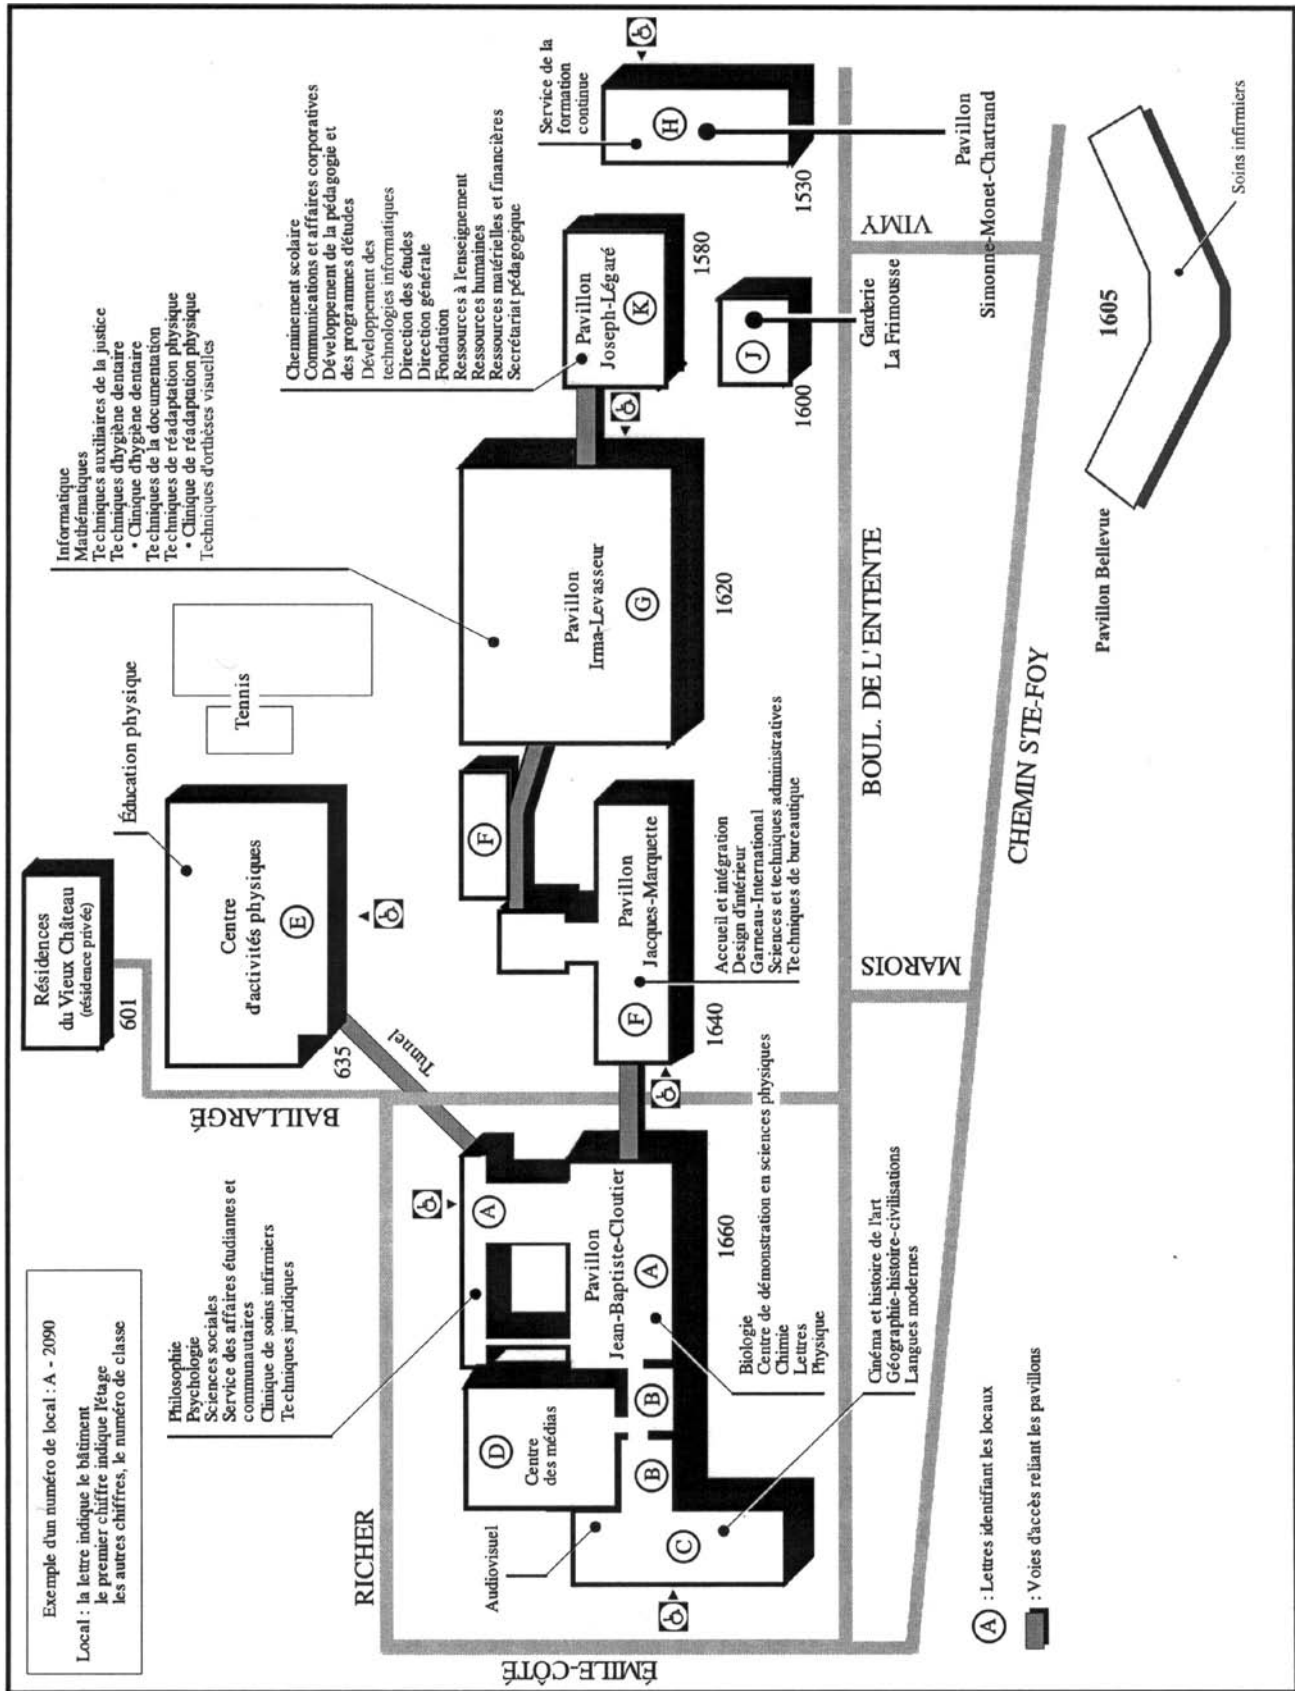 Exemple d'un numéro de local : A - 2090
Local : la lettre indique le bâtiment
le premier chiffre indique l'étage
les autres chiffres, le numéro de classe
Résidences
du Vieux Château
(résidence privée)
601
Éducation physique
Centre
d'activités physiques
E
635
Tennis
Tunnel
BAILLARGÉ
RICHER
ÉMILE-CÔTÉ
Informatique
Mathématiques
Techniques auxiliaires de la justice
Techniques d'hygiène dentaire
• Clinique d'hygiène dentaire
Techniques de la documentation
Techniques de réadaptation physique
• Clinique de réadaptation physique
Techniques d'orthèses visuelles
Cheminement scolaire
Communications et affaires corporatives
Développement de la pédagogie et
des programmes d'études
Développement des
technologies informatiques
Direction des études
Direction générale
Fondation
Ressources à l'enseignement
Ressources humaines
Ressources matérielles et financières
Secrétariat pédagogique
Service de la
formation
continue
H
1530
Pavillon
Simonne-Monet-Chartrand
Pavillon
Joseph-Légaré
K
1580
J
1600
Garderie
La Frimousse
Pavillon
Irma-Levasseur
G
1620
F
Pavillon
Jacques-Marquette
F
1640
Accueil et intégration
Design d'intérieur
Garneau-International
Sciences et techniques administratives
Techniques de bureautique
Philosophie
Psychologie
Sciences sociales
Service des affaires étudiantes et
communautaires
Clinique de soins infirmiers
Techniques juridiques
A
Pavillon
Jean-Baptiste-Cloutier
A
1660
D
Centre
des médias
B
B
C
Audiovisuel
Biologie
Centre de démonstration en sciences physiques
Chimie
Lettres
Physique
Cinéma et histoire de l'art
Géographie-histoire-civilisations
Langues modernes
BOUL. DE L'ENTENTE
MAROIS
VIMY
CHEMIN STE-FOY
1605
Pavillon Bellevue
Soins infirmiers
A : Lettres identifiant les locaux
: Voies d'accès reliant les pavillons